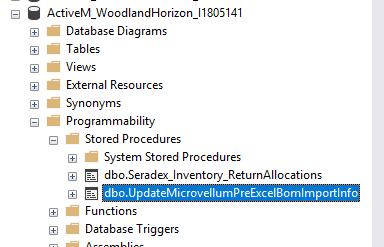 ActiveM_WoodlandHorizon_I1805141
Database Diagrams
Tables
Views
External Resources
Synonyms
Programmability
Stored Procedures
System Stored Procedures
dbo.Seradex_Inventory_ReturnAllocations
dbo.UpdateMicrovellumPreExcelBomImportInfo
Functions
Database Triggers
Assemblies